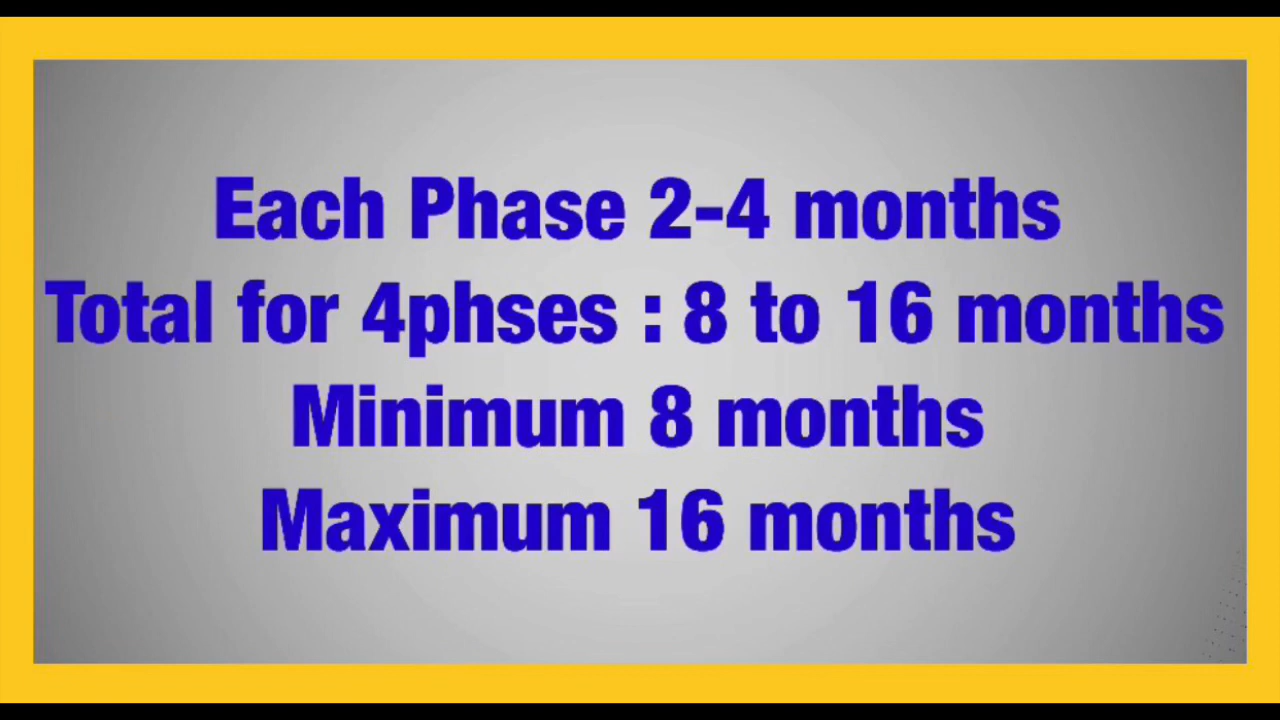 Each Phase 2-4 months
Total for 4phses : 8 to 16 months
Minimum 8 months
Maximum 16 months